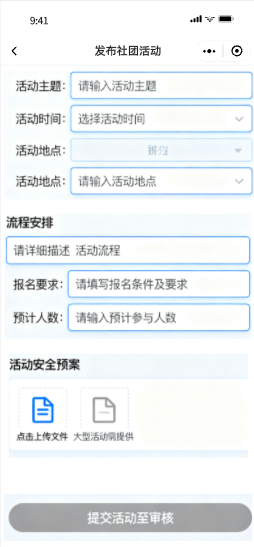 9:41
发布社团活动
活动主题： 请输入活动主题
活动时间： 选择活动时间
活动地点：
活动地点： 请输入活动地点
流程安排
请详细描述 活动流程
报名要求： 请填写报名条件及要求
预计人数： 请输入预计参与人数
活动安全预案
点击上传文件 大型活动需提供
提交活动至审核